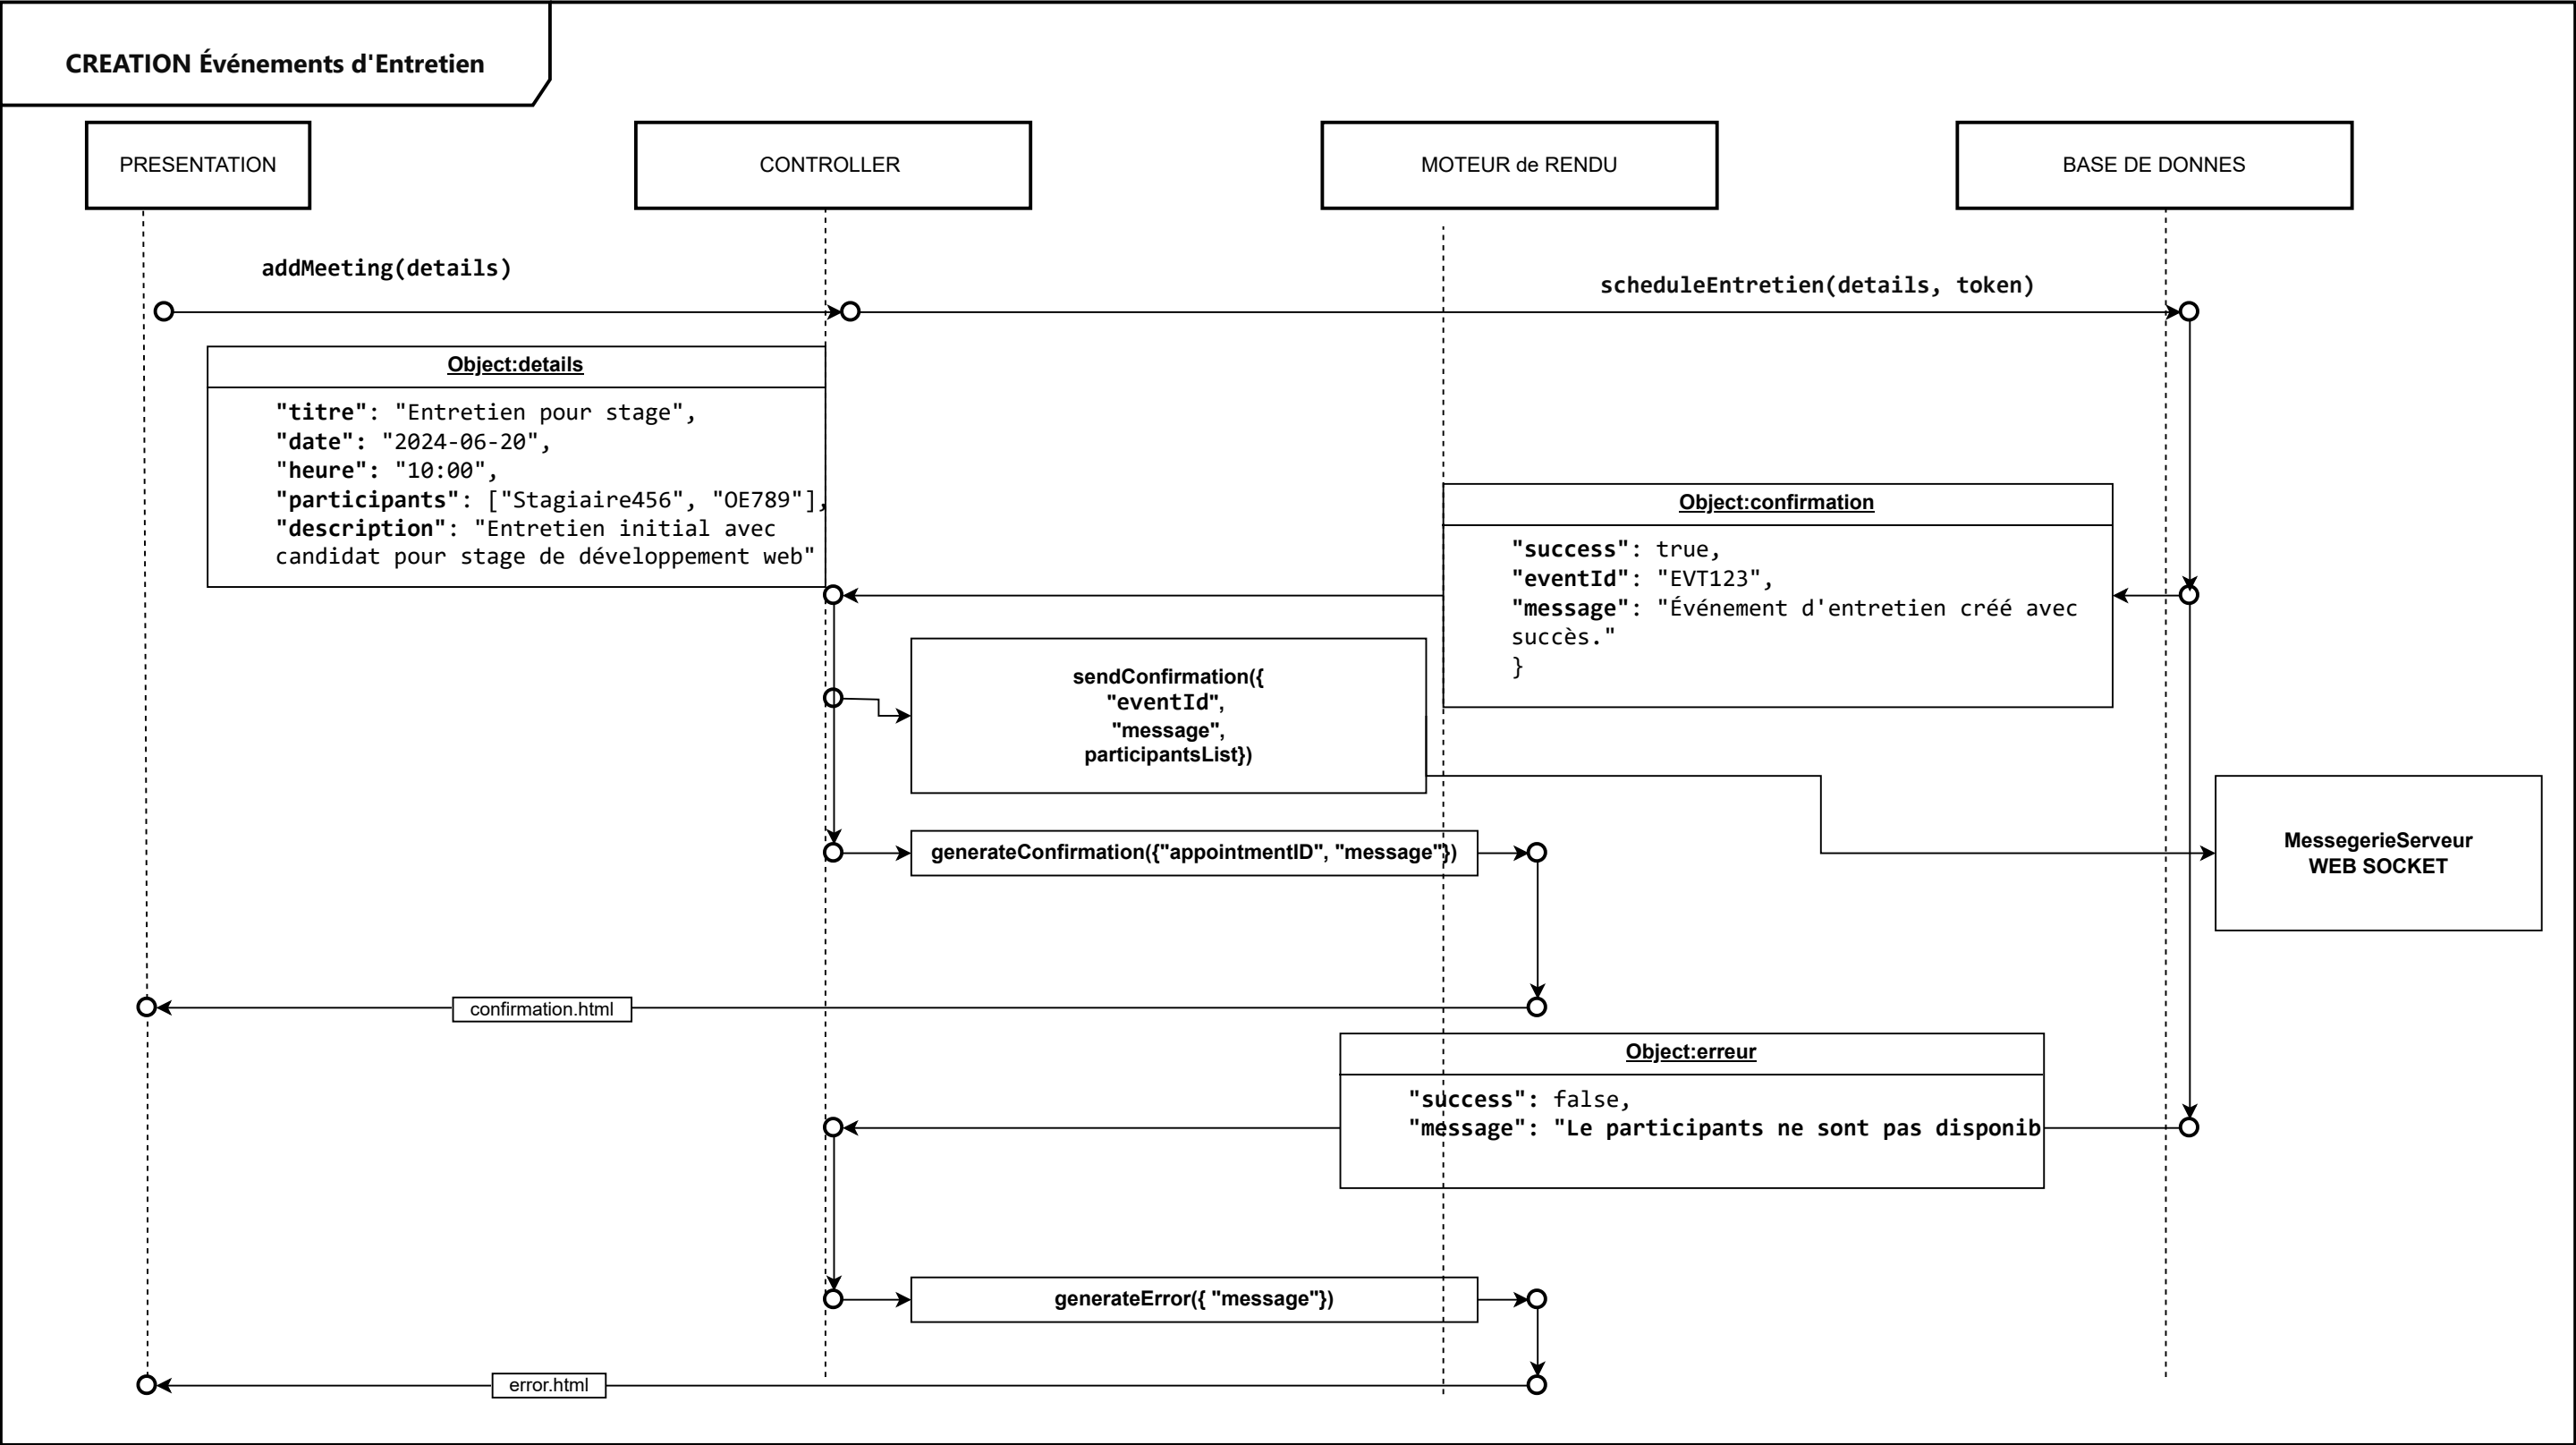 CREATION Événements d'Entretien
PRESENTATION
CONTROLLER
MOTEUR de RENDU
BASE DE DONNES
addMeeting(details)
scheduleEntretien(details, token)
Object:details
"titre": "Entretien pour stage",
"date": "2024-06-20",
"heure": "10:00",
"participants": ["Stagiaire456", "OE789"],
"description": "Entretien initial avec
candidat pour stage de développement web"
Object:confirmation
"success": true,
"eventId": "EVT123",
"message": "Événement d'entretien créé avec
succès."
}
sendConfirmation({
"eventId",
"message",
participantsList})
MessegerieServeur
WEB SOCKET
generateConfirmation({"appointmentID", "message"})
confirmation.html
Object:erreur
"success": false,
"message": "Le participants ne sont pas disponib
generateError({ "message"})
error.html